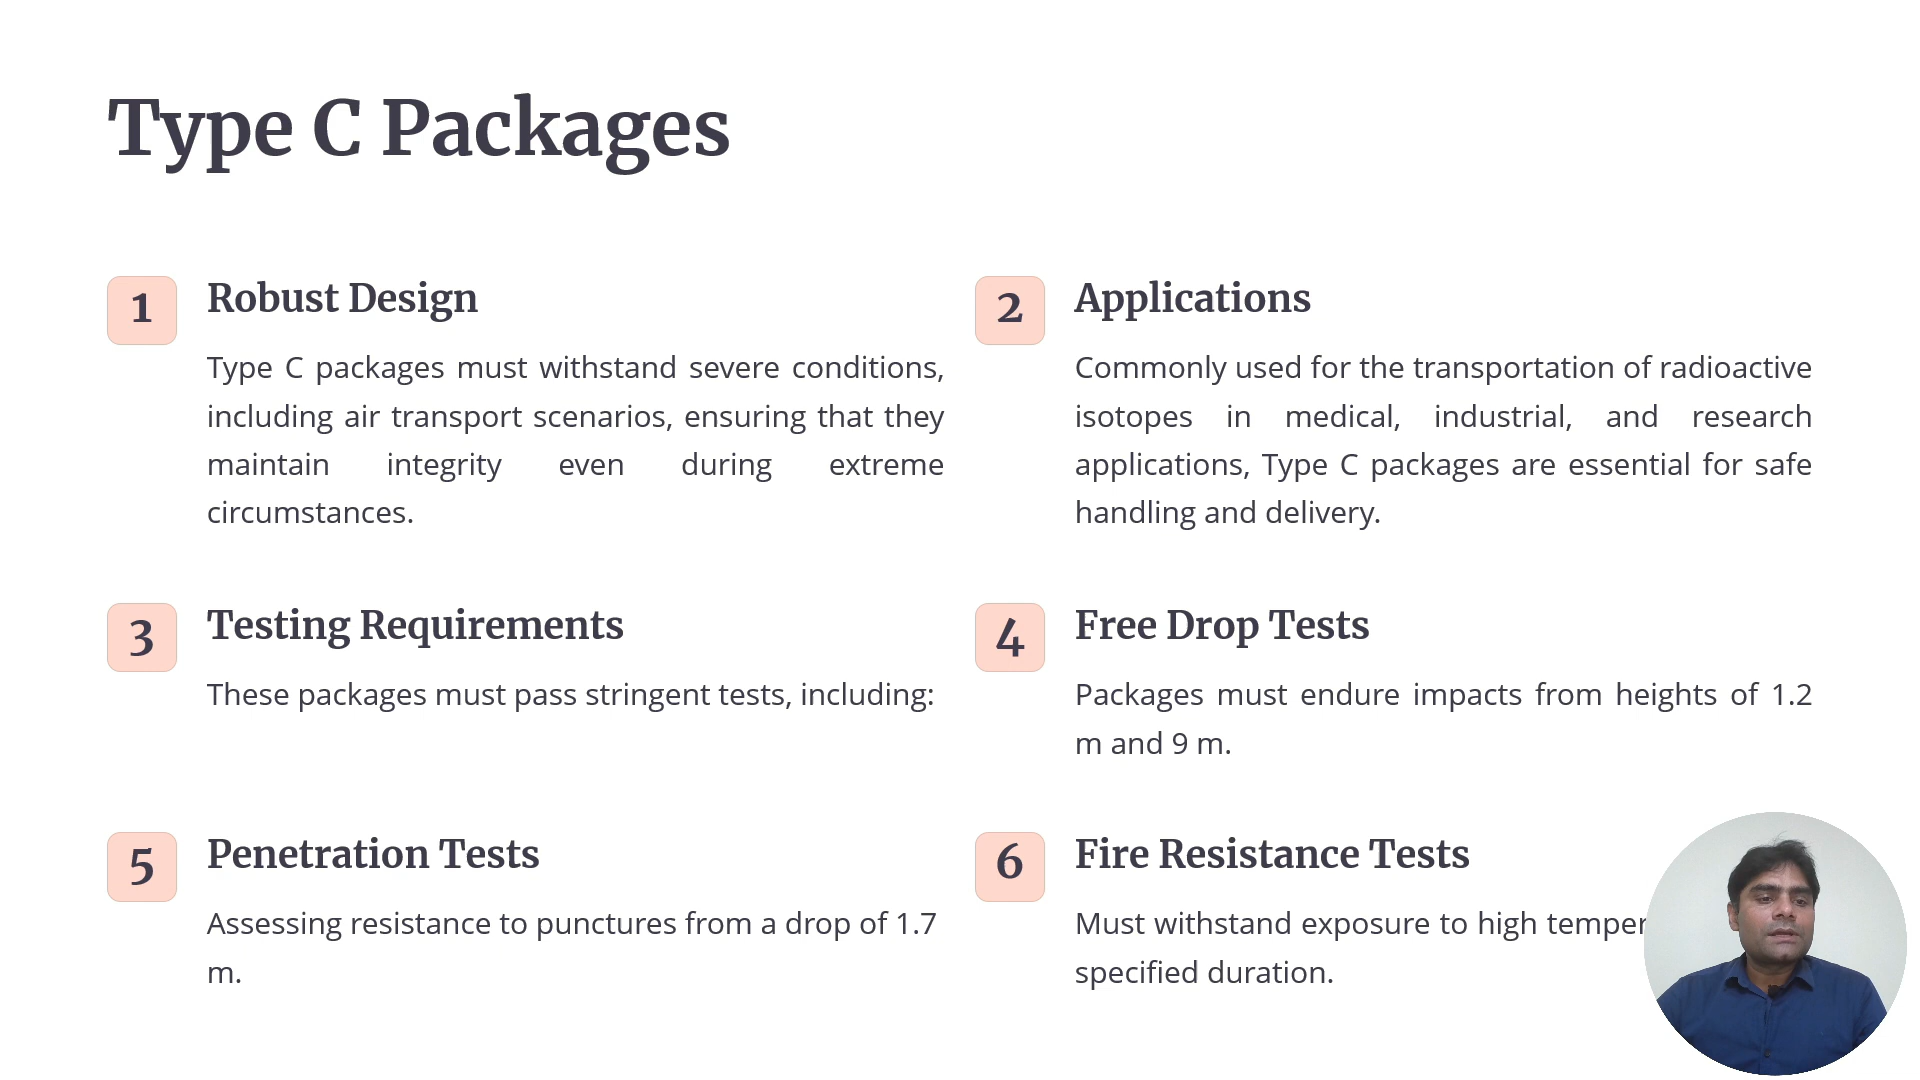 Type C Packages
1
Robust Design
Type C packages must withstand severe conditions,
including air transport scenarios, ensuring that they
maintain integrity even during extreme
circumstances.
2
Applications
Commonly used for the transportation of radioactive
isotopes in medical, industrial, and research
applications, Type C packages are essential for safe
handling and delivery.
3
Testing Requirements
These packages must pass stringent tests, including:
4
Free Drop Tests
Packages must endure impacts from heights of 1.2
m and 9 m.
5
Penetration Tests
Assessing resistance to punctures from a drop of 1.7
m.
6
Fire Resistance Tests
Must withstand exposure to high
specified duration.